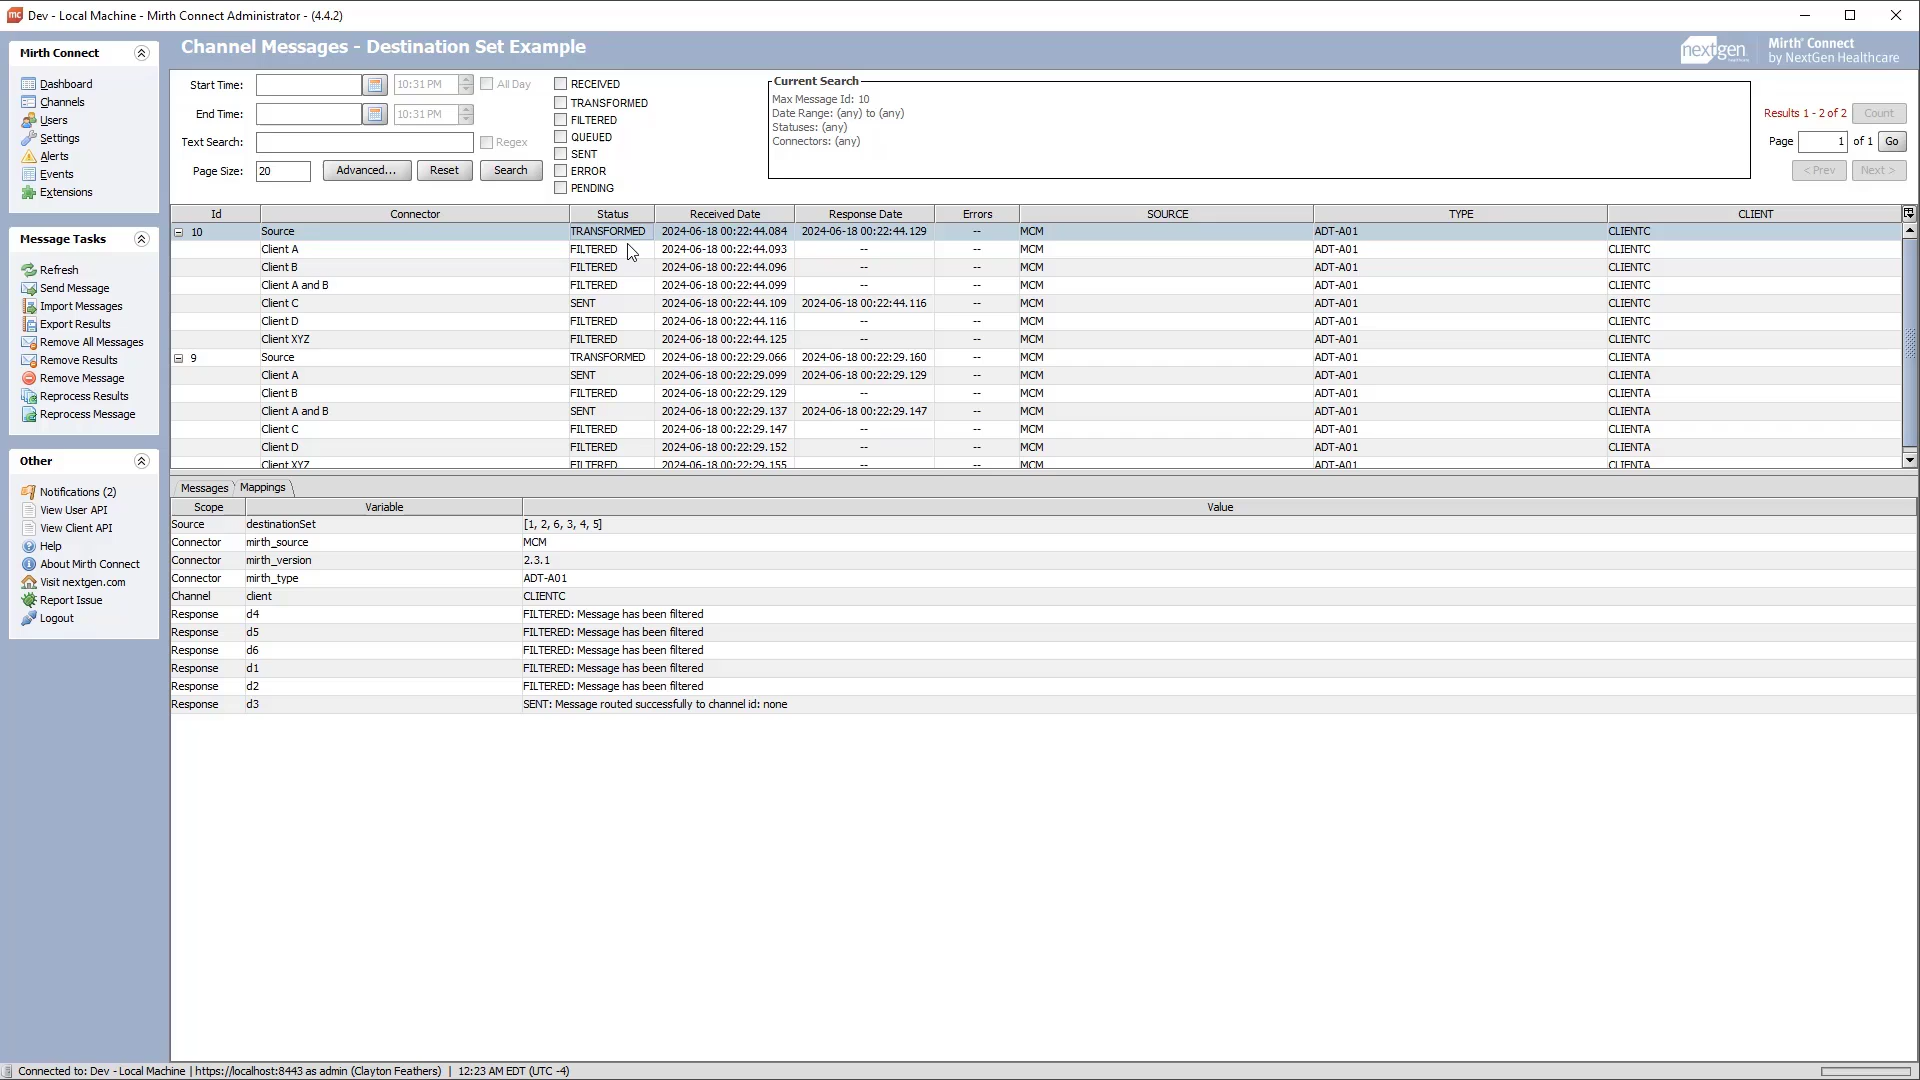 Dev - Local Machine - Mirth Connect Administrator - (4.4.2)
Mirth Connect
Dashboard
Channels
Users
Settings
Alerts
Events
Extensions
Message Tasks
Refresh
Send Message
Import Messages
Export Results
Remove All Messages
Remove Results
Remove Message
Reprocess Results
Reprocess Message
Other
Notifications (2)
View User API
View Client API
Help
About Mirth Connect
Visit nextgen.com
Report Issue
Logout
Channel Messages - Destination Set Example
nextgen
Mirth® Connect
by NextGen Healthcare
Start Time: 10:31 PM All Day
End Time: 10:31 PM
Text Search: Regex
Page Size: 20 Advanced... Reset Search
RECEIVED
TRANSFORMED
FILTERED
QUEUED
SENT
ERROR
PENDING
Current Search
Max Message Id: 10
Date Range: (any) to (any)
Statuses: (any)
Connectors: (any)
Results 1 - 2 of 2 Count
Page 1 of 1 Go
< Prev Next >
Id Connector Status Received Date Response Date Errors SOURCE TYPE CLIENT
10 Source TRANSFORMED 2024-06-18 00:22:44.084 2024-06-18 00:22:44.129 -- MCM ADT-A01 CLIENTC
Client A FILTERED 2024-06-18 00:22:44.093 -- -- MCM ADT-A01 CLIENTC
Client B FILTERED 2024-06-18 00:22:44.096 -- -- MCM ADT-A01 CLIENTC
Client A and B FILTERED 2024-06-18 00:22:44.099 -- -- MCM ADT-A01 CLIENTC
Client C SENT 2024-06-18 00:22:44.109 2024-06-18 00:22:44.116 -- MCM ADT-A01 CLIENTC
Client D FILTERED 2024-06-18 00:22:44.116 -- -- MCM ADT-A01 CLIENTC
Client XYZ FILTERED 2024-06-18 00:22:44.125 -- -- MCM ADT-A01 CLIENTC
9 Source TRANSFORMED 2024-06-18 00:22:29.066 2024-06-18 00:22:29.160 -- MCM ADT-A01 CLIENTA
Client A SENT 2024-06-18 00:22:29.099 2024-06-18 00:22:29.129 -- MCM ADT-A01 CLIENTA
Client B FILTERED 2024-06-18 00:22:29.129 -- -- MCM ADT-A01 CLIENTA
Client A and B SENT 2024-06-18 00:22:29.137 2024-06-18 00:22:29.147 -- MCM ADT-A01 CLIENTA
Client C FILTERED 2024-06-18 00:22:29.147 -- -- MCM ADT-A01 CLIENTA
Client D FILTERED 2024-06-18 00:22:29.152 -- -- MCM ADT-A01 CLIENTA
Client XYZ FILTERED 2024-06-18 00:22:29.155 -- -- MCM ADT-A01 CLIENTA
Messages Mappings
Scope Variable Value
Source destinationSet [1, 2, 6, 3, 4, 5]
Connector mirth_source MCM
Connector mirth_version 2.3.1
Connector mirth_type ADT-A01
Channel client CLIENTC
Response d4 FILTERED: Message has been filtered
Response d5 FILTERED: Message has been filtered
Response d6 FILTERED: Message has been filtered
Response d1 FILTERED: Message has been filtered
Response d2 FILTERED: Message has been filtered
Response d3 SENT: Message routed successfully to channel id: none
Connected to: Dev - Local Machine | https://localhost:8443 as admin (Clayton Feathers) | 12:23 AM EDT (UTC -4)